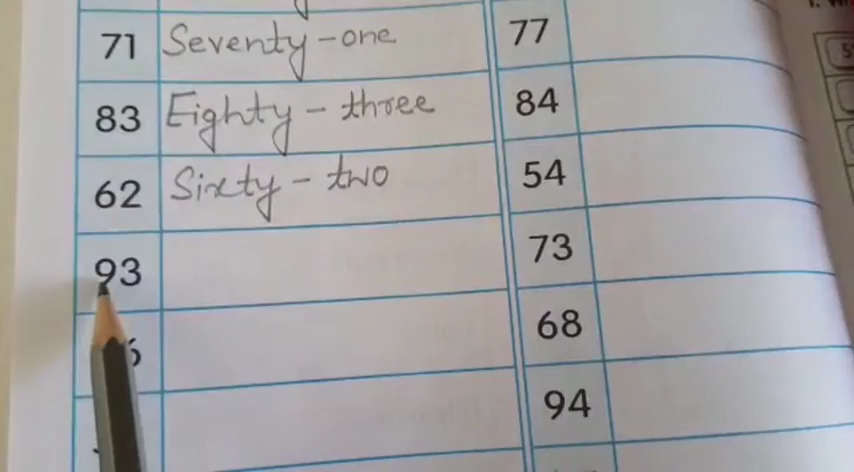 71 Seventy-one 77
83 Eighty-three 84
62 Sixty-two 54
93 73
68
94